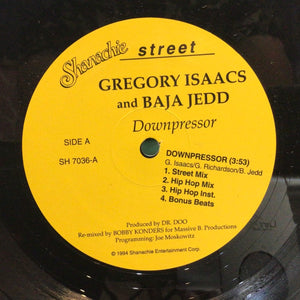 Shanachie street
GREGORY ISAACS
and BAJA JEDD
Downpressor
SIDE A
SH 7036-A
DOWNPRESSOR (3:53)
G. Isaacs/G. Richardson/B. Jedd
1. Street Mix
2. Hip Hop Mix
3. Hip Hop Inst.
4. Bonus Beats
Produced by DR. DOO
Re-mixed by BOBBY KONDERS for Massive B. Productions
Programming: Joe Moskowitz
© 1994 Shanachie Entertainment Corp.